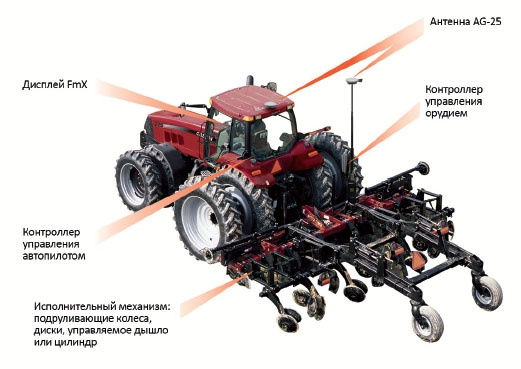 Антенна AG-25
Дисплей FmX
Контроллер
управления
орудием
Контроллер
управления
автопилотом
Исполнительный механизм:
подруливающие колеса,
диски, управляемое дышло
или цилиндр